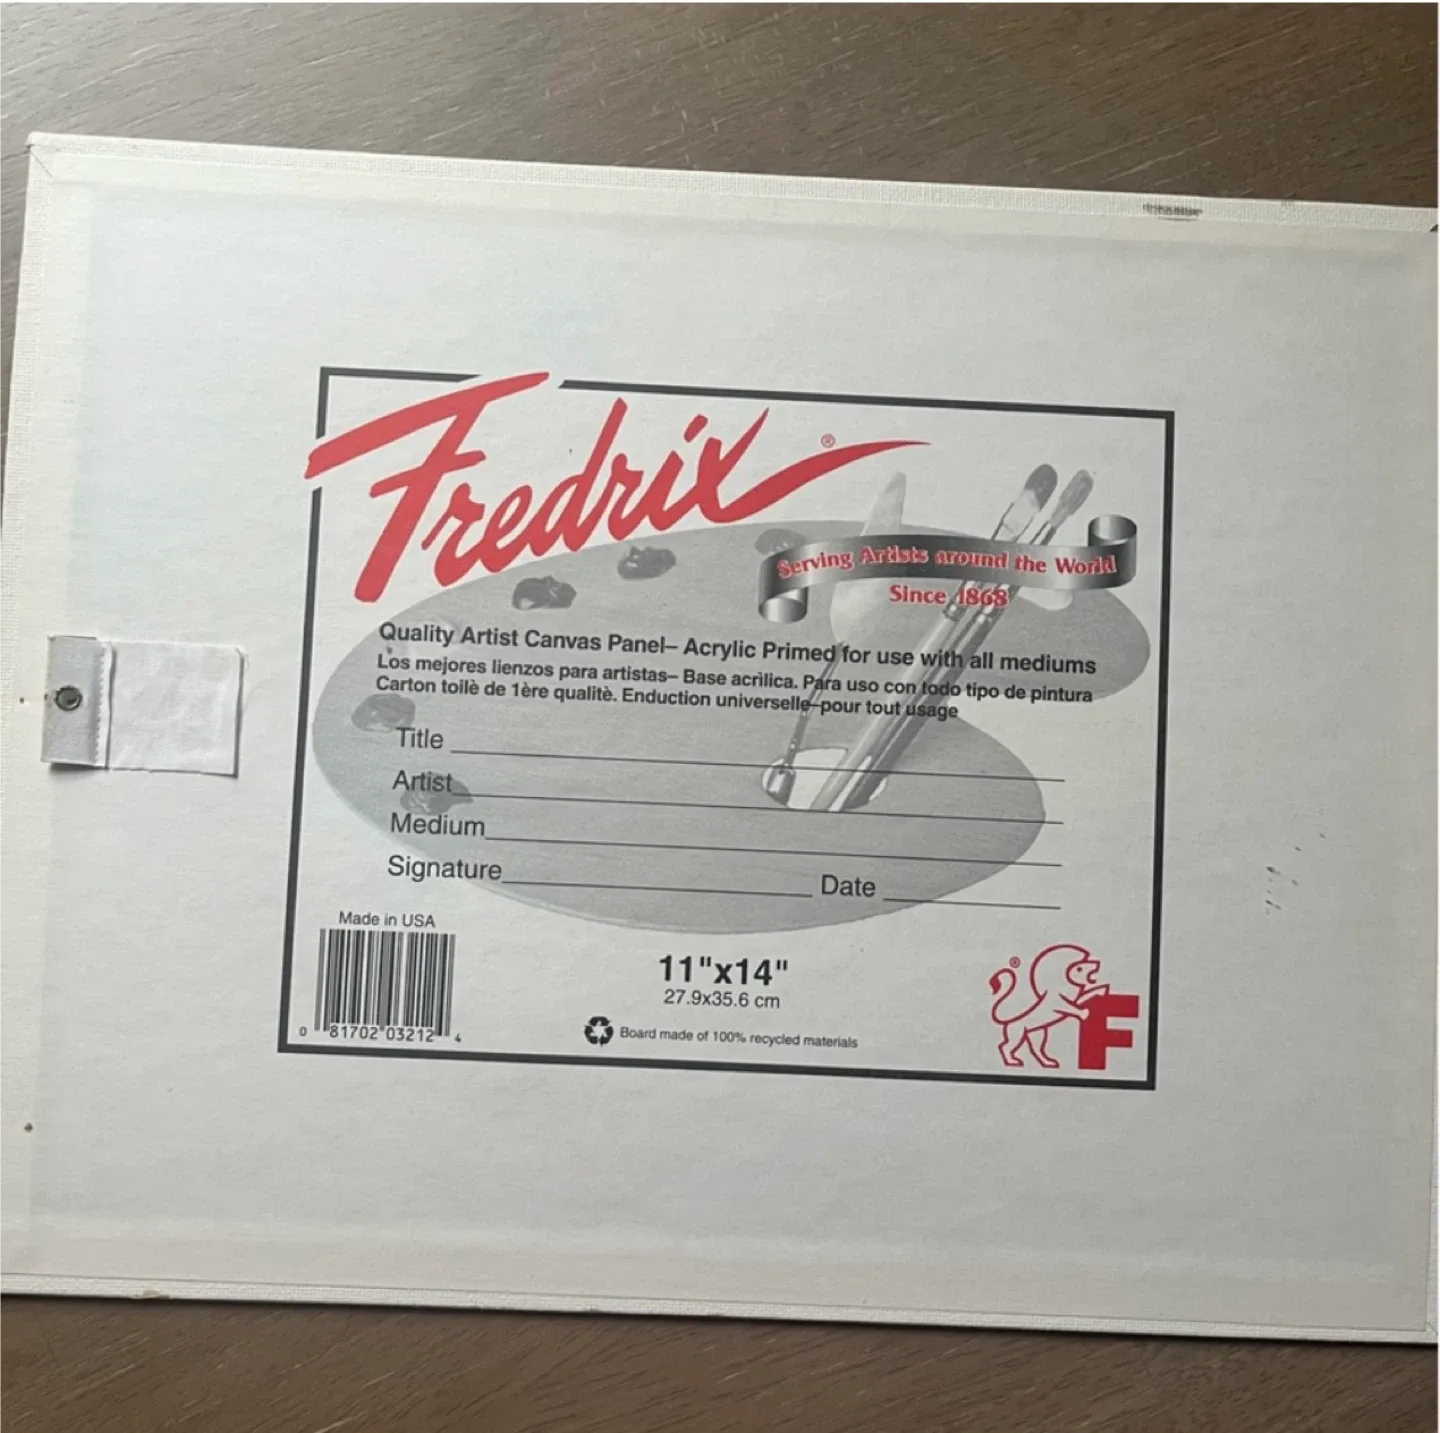 Fredrix®
Serving Artists around the World
Since 1868
Quality Artist Canvas Panel– Acrylic Primed for use with all mediums
Los mejores lienzos para artistas– Base acrìlica. Para uso con todo tipo de pintura
Carton toilè de 1ère qualitè. Enduction universelle–pour tout usage
Title
Artist
Medium
Signature Date
Made in USA
0 81702 03212 4
11"x14"
27.9x35.6 cm
Board made of 100% recycled materials
®
F